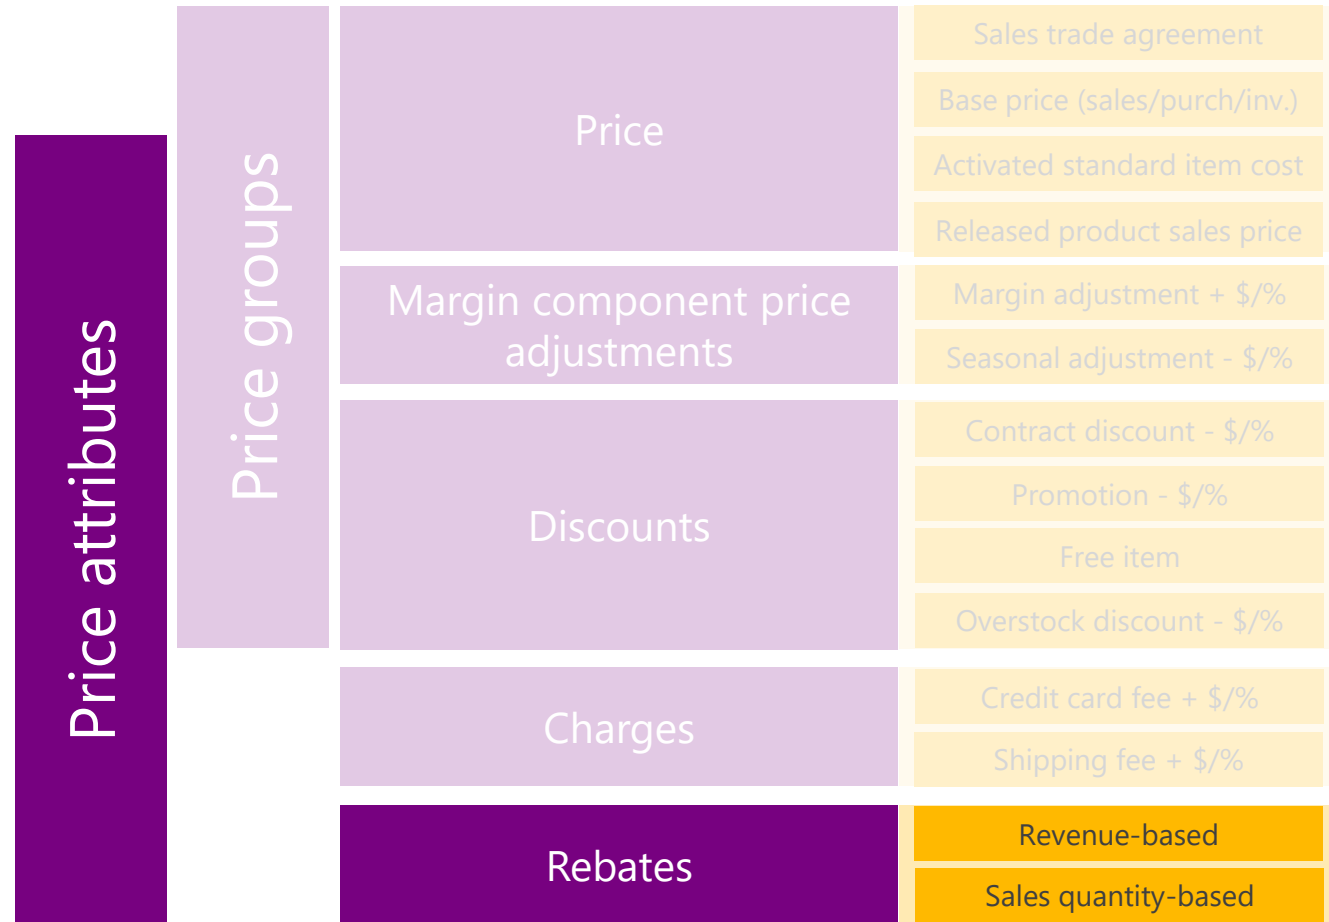 Price attributes
Price groups
Price
Sales trade agreement
Base price (sales/purch/inv.)
Activated standard item cost
Released product sales price
Margin component price
adjustments
Margin adjustment + $/%
Seasonal adjustment - $/%
Discounts
Contract discount - $/%
Promotion - $/%
Free item
Overstock discount - $/%
Charges
Credit card fee + $/%
Shipping fee + $/%
Rebates
Revenue-based
Sales quantity-based